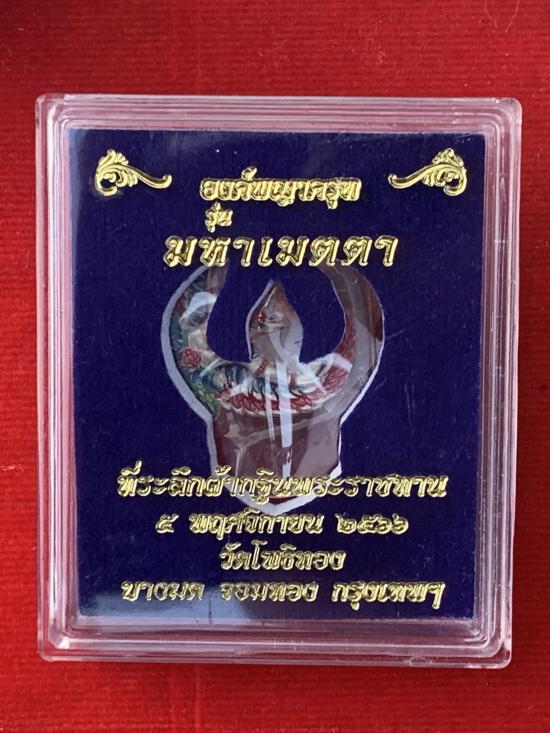 องค์พญาครุฑ
รุ่น
มหาเมตตา
ที่ระลึกผ้ากฐินพระราชทาน
๕ พฤศจิกายน ๒๕๖๖
วัดโพธิทอง
บางมด จอมทอง กรุงเทพฯ